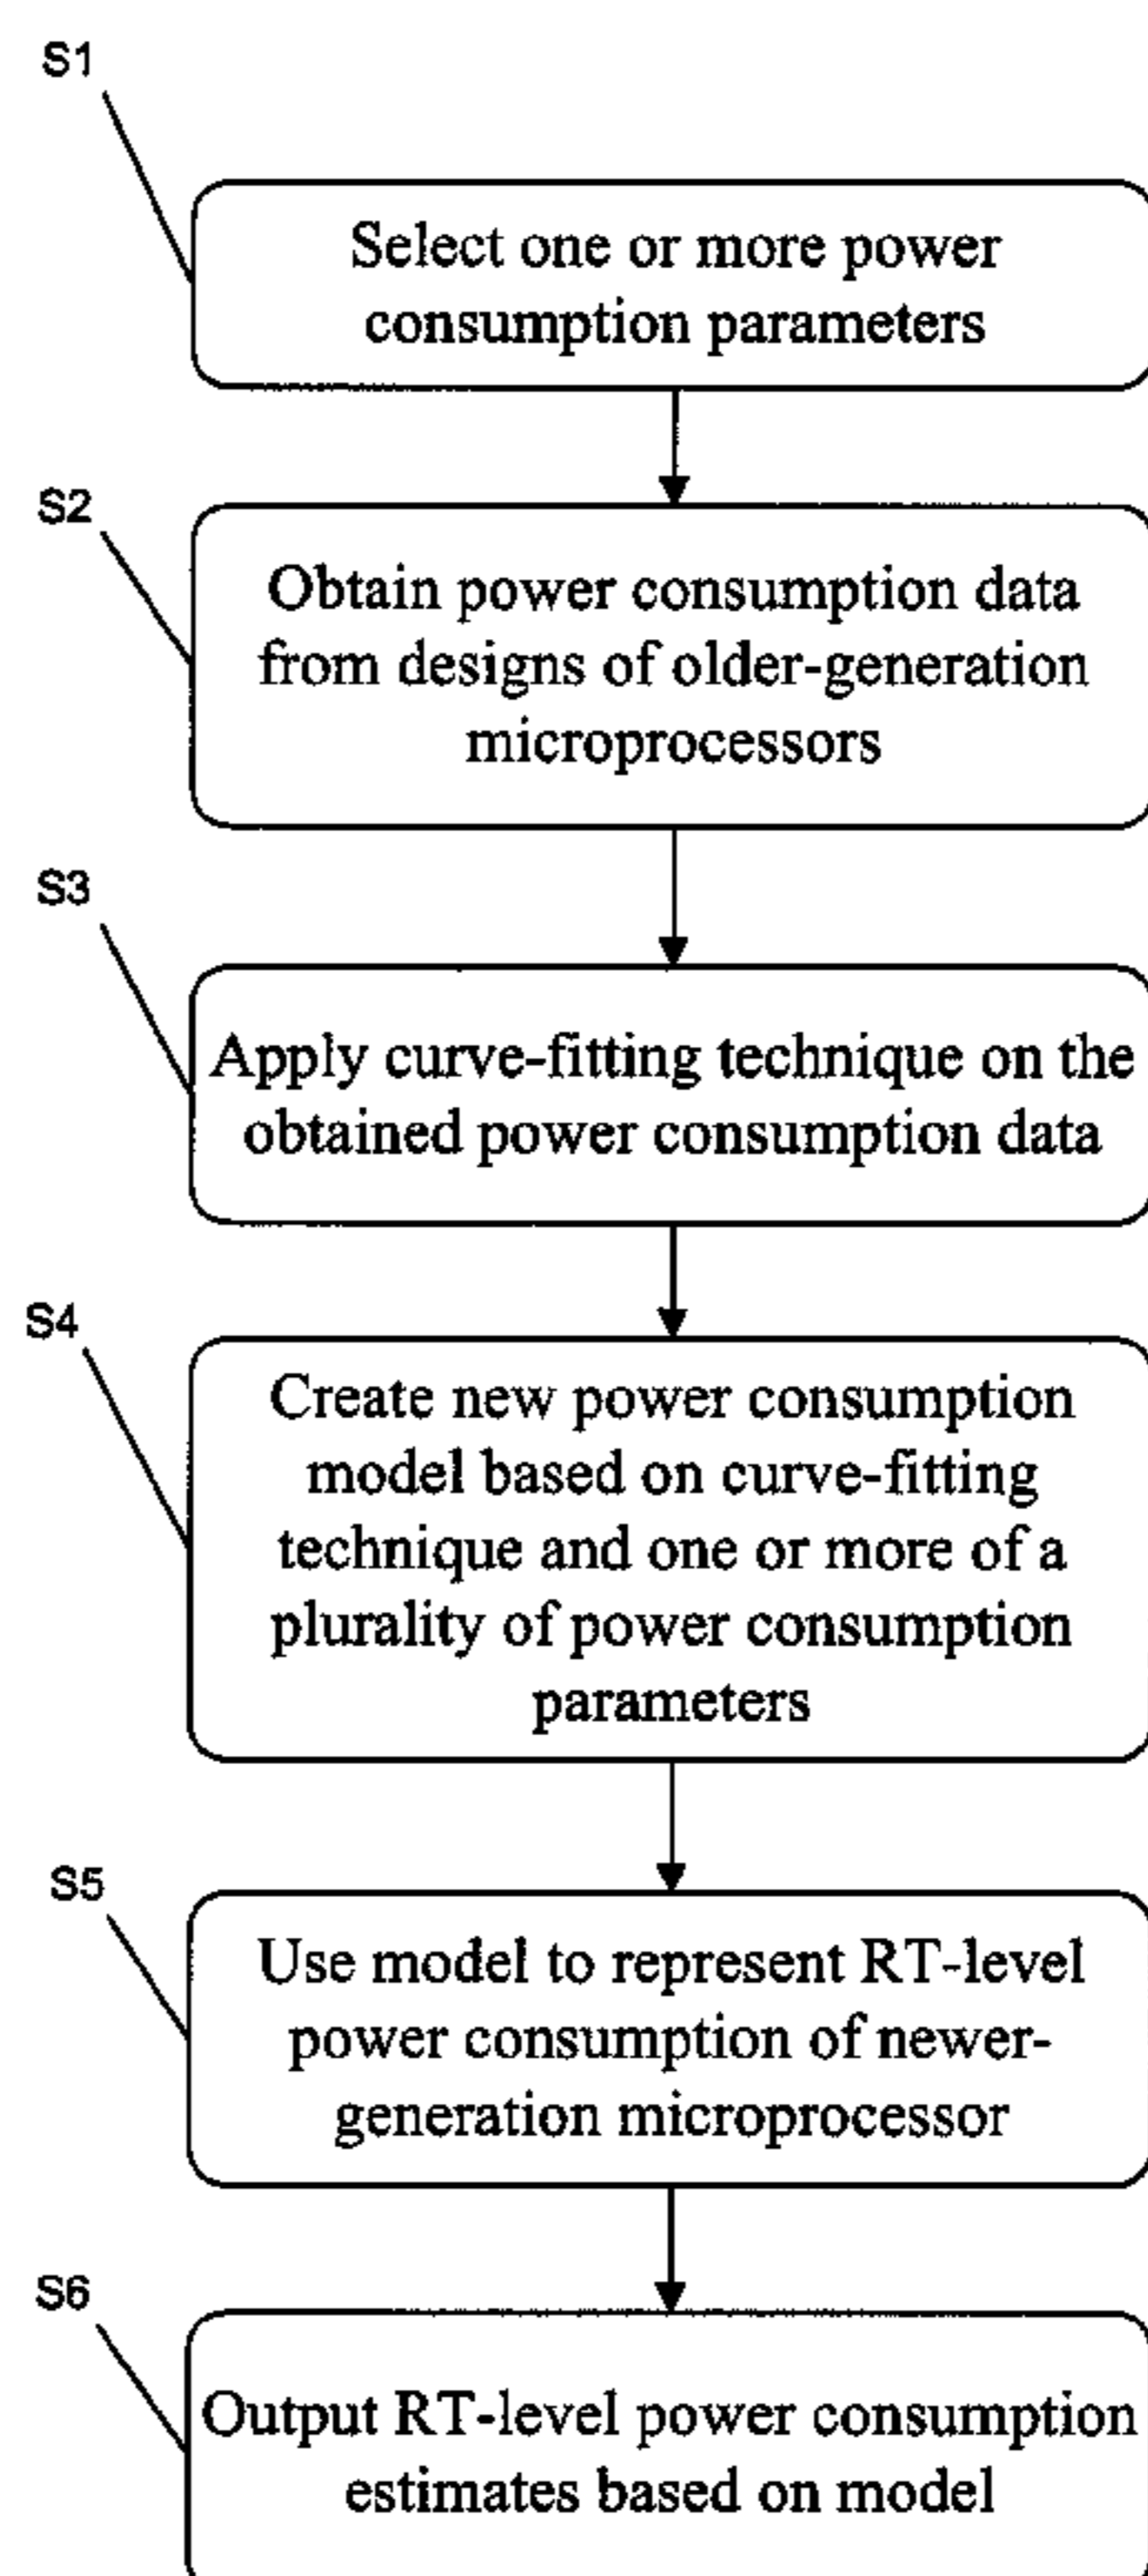 S1
Select one or more power
consumption parameters
S2
Obtain power consumption data
from designs of older-generation
microprocessors
S3
Apply curve-fitting technique on the
obtained power consumption data
S4
Create new power consumption
model based on curve-fitting
technique and one or more of a
plurality of power consumption
parameters
S5
Use model to represent RT-level
power consumption of newer-
generation microprocessor
S6
Output RT-level power consumption
estimates based on model